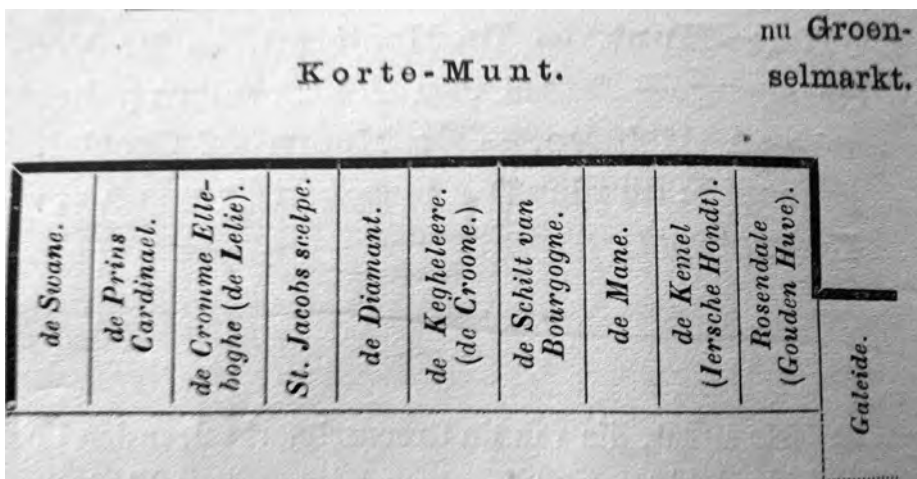 nu Groen-
Korte-Munt.
selmarkt.
de Swane.
de Prins
Cardinael.
de Cromme Elle-
boghe (de Lelie).
St. Jacobs scelpe.
de Diamant.
de Kegheleere.
(de Croone.)
de Schilt van
Bourgogne.
de Mane.
de Kemel
(Iersche Hondt).
Rosendale
(Gouden Huve).
Galeide.